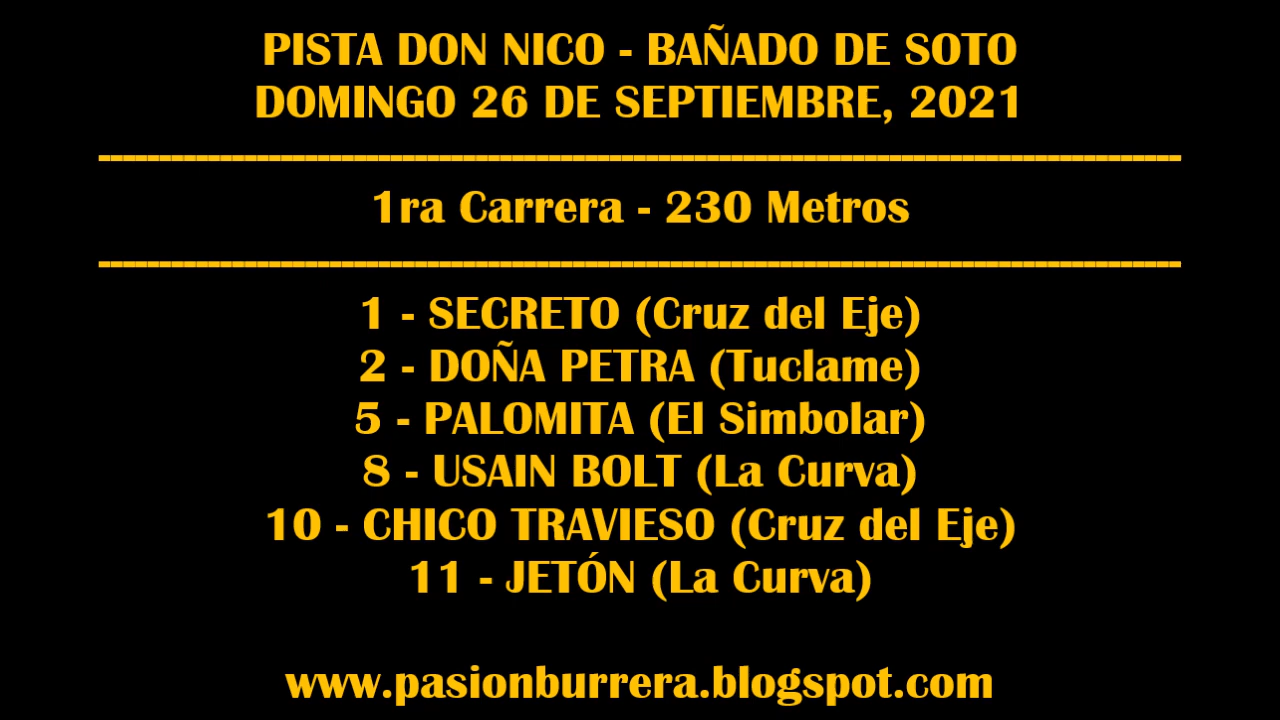 PISTA DON NICO - BAÑADO DE SOTO
DOMINGO 26 DE SEPTIEMBRE, 2021
1ra Carrera - 230 Metros
1 - SECRETO (Cruz del Eje)
2 - DOÑA PETRA (Tuclame)
5 - PALOMITA (El Simbolar)
8 - USAIN BOLT (La Curva)
10 - CHICO TRAVIESO (Cruz del Eje)
11 - JETÓN (La Curva)
www.pasionburrera.blogspot.com